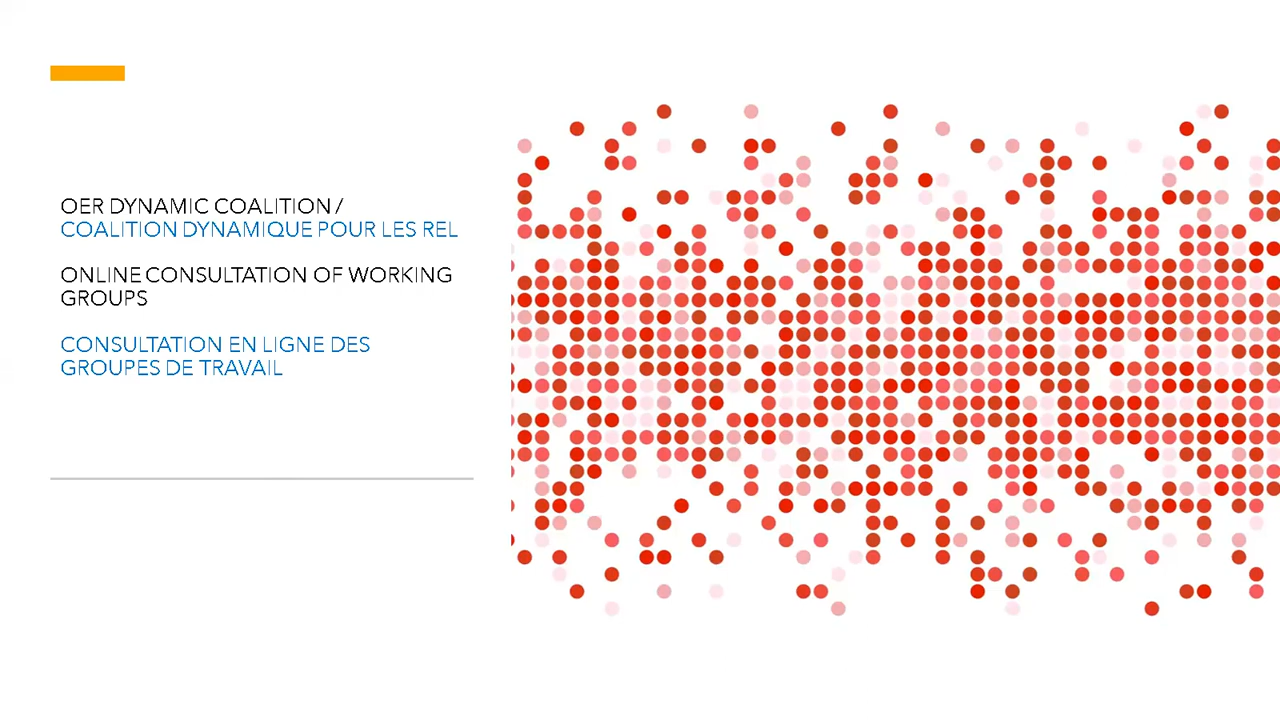 OER DYNAMIC COALITION /
COALITION DYNAMIQUE POUR LES REL
ONLINE CONSULTATION OF WORKING
GROUPS
CONSULTATION EN LIGNE DES
GROUPES DE TRAVAIL